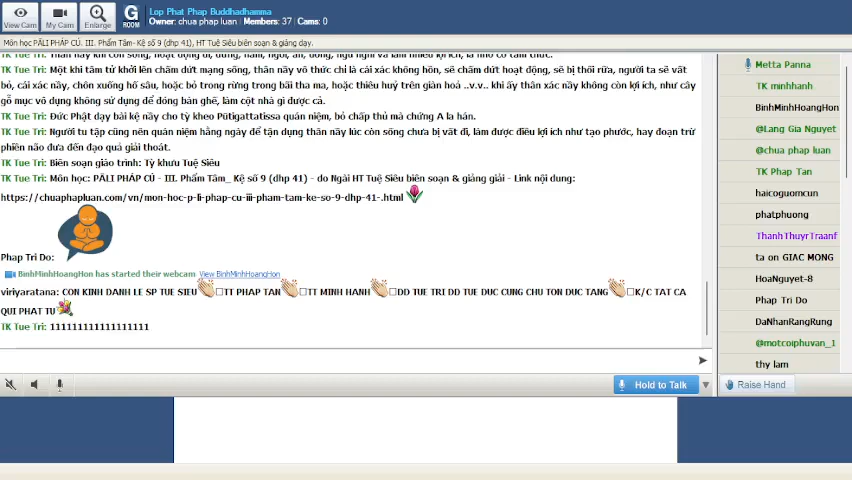 Lop Phat Phap Buddhadhamma
Owner: chua phap luan | Members: 37 | Cams: 0
View Cam
My Cam
Enlarge
G
ROOM
Môn học PĀLI PHÁP CÚ. III. Phẩm Tâm- Kệ số 9 (dhp 41), HT Tuệ Siêu biên soạn & giảng dạy.
TK Tue Tri: Một khi tâm tử khởi lên chấm dứt mạng sống, thân nầy vô thức chỉ là cái xác không hồn, sẽ chấm dứt hoạt động, sẽ bị thối rữa, người ta sẽ vất
bỏ, cái xác nầy, chôn xuống hố sâu, hoặc bỏ trong rừng trong bãi tha ma, hoặc thiêu huỷ trên giàn hoả ..v.v.. khi ấy thân xác nầy không còn lợi ích, như cây
gỗ mục vô dụng không sử dụng để đóng bàn ghế, làm cột nhà gì được cả.
TK Tue Tri: Đức Phật dạy bài kệ nầy cho tỳ kheo Pūtigattatissa quán niệm, bỏ chấp thủ mà chứng A la hán.
TK Tue Tri: Người tu tập cũng nên quán niệm hằng ngày để tận dụng thân nầy lúc còn sống chưa bị vất đi, làm được điều lợi ích như tạo phước, hay đoạn trừ
phiền não đưa đến đạo quả giải thoát.
TK Tue Tri: Biên soạn giáo trình: Tỳ khưu Tuệ Siêu
TK Tue Tri: Môn học: PĀLI PHÁP CÚ - III. Phẩm Tâm_ Kệ số 9 (dhp 41) - do Ngài HT Tuệ Siêu biên soạn & giảng giải - Link nội dung:
https://chuaphapluan.com/vn/mon-hoc-p-li-phap-cu-iii-pham-tam-ke-so-9-dhp-41-.html
Phap Tri Do:
BinhMinhHoangHon has started their webcam View BinhMinhHoangHon
viriyaratana: CON KINH DANH LE SP TUE SIEU TT PHAP TAN TT MINH HANH DD TUE TRI DD TUE DUC CUNG CHU TON DUC TANG K/C TAT CA
QUI PHAT TU
TK Tue Tri: 111111111111111111
Hold to Talk
Metta Panna
TK minhhanh
BinhMinhHoangHon
@Lang Gia Nguyet
@chua phap luan
TK Phap Tan
haicoguomcun
phatphuong
ThanhThuyrTraanf
ta on GIAC MONG
HoaNguyet-8
Phap Tri Do
DaNhanRangRung
@motcoiphuvan_1
thy lam
Raise Hand